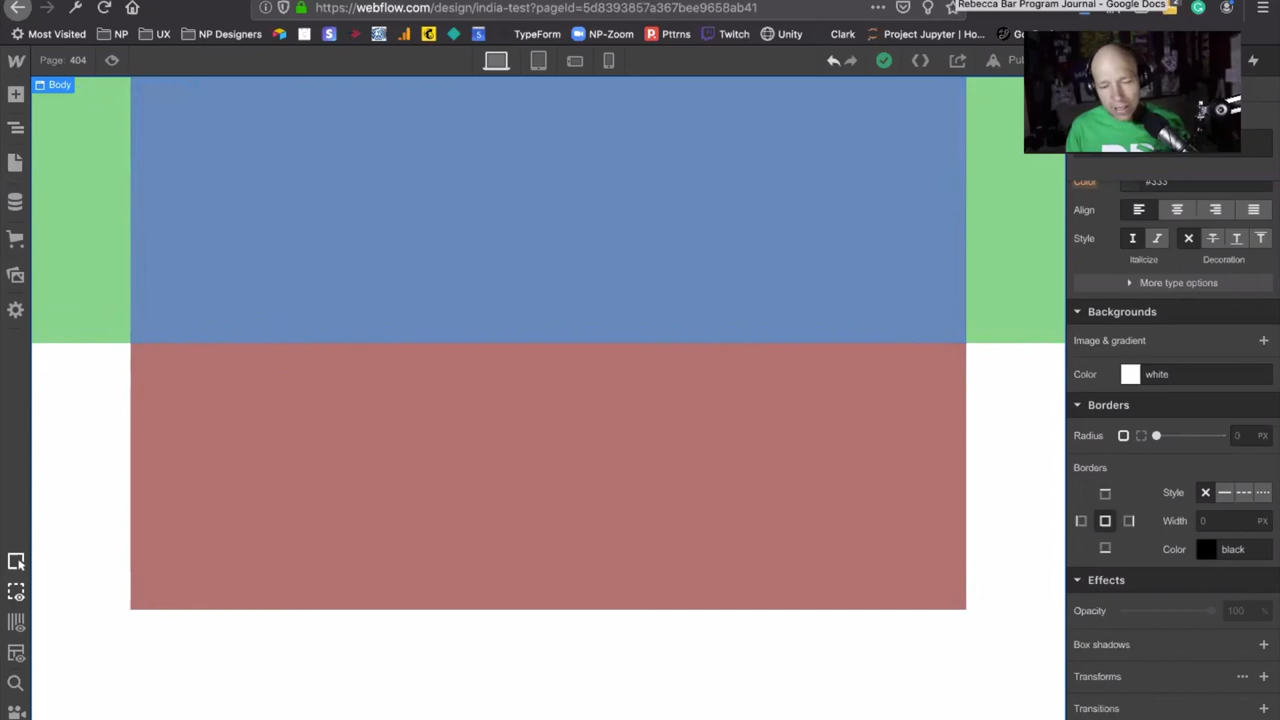 Rebecca Bar Program Journal - Google Docs
https://webflow.com/design/india-test?pageId=5d8393857a367bee9658ab41
Most Visited NP UX NP Designers TypeForm NP-Zoom Pttrns Twitch Unity Clark Project Jupyter | Ho...
Page: 404
Body
Color #333
Align
Style
Italicize Decoration
More type options
Backgrounds
Image & gradient
Color white
Borders
Radius 0 PX
Borders
Style
Width 0 PX
Color black
Effects
Opacity 100 %
Box shadows
Transforms
Transitions